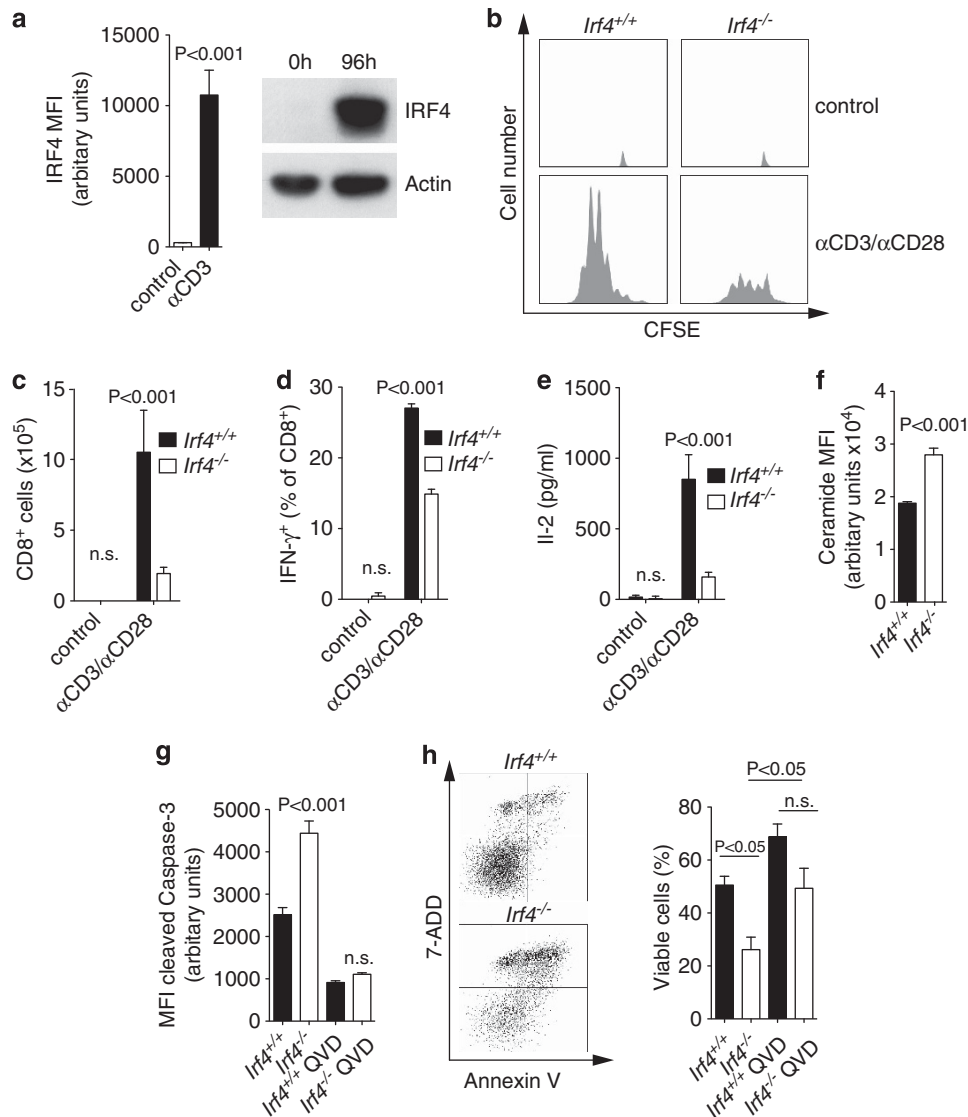 a
15000
10000
5000
0
IRF4 MFI
(arbitary units)
P<0.001
control
αCD3
0h 96h
IRF4
Actin
b
Irf4+/+ Irf4-/-
Cell number
control
αCD3/αCD28
CFSE
c
15
10
5
0
CD8+ cells (x10⁵)
P<0.001
Irf4+/+
Irf4-/-
n.s.
control
αCD3/αCD28
d
30
20
10
0
IFN-γ+ (% of CD8+)
P<0.001
Irf4+/+
Irf4-/-
n.s.
control
αCD3/αCD28
e
1500
1000
500
0
Il-2 (pg/ml)
P<0.001
Irf4+/+
Irf4-/-
n.s.
control
αCD3/αCD28
f
4
3
2
1
0
Ceramide MFI
(arbitary units x10⁴)
P<0.001
Irf4+/+
Irf4-/-
g
5000
4000
3000
2000
1000
0
MFI cleaved Caspase-3
(arbitary units)
P<0.001
n.s.
Irf4+/+
Irf4-/-
Irf4+/+ QVD
Irf4-/- QVD
h
Irf4+/+
Irf4-/-
7-ADD
Annexin V
80
60
40
20
0
Viable cells (%)
P<0.05
n.s.
P<0.05
Irf4+/+
Irf4-/-
Irf4+/+ QVD
Irf4-/- QVD